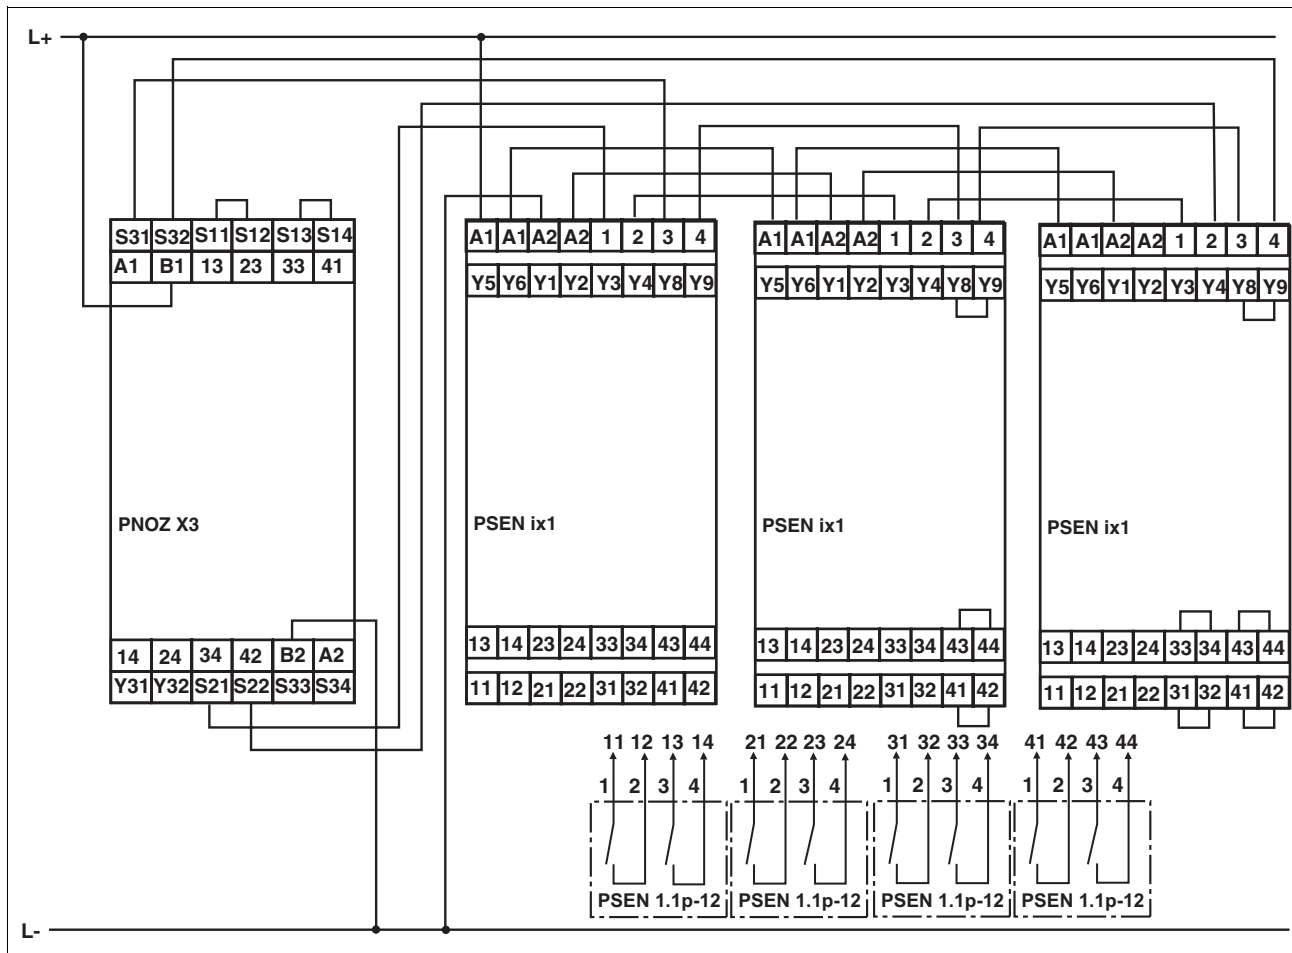 L+
S31 S32 S11 S12 S13 S14
A1 B1 13 23 33 41
A1 A1 A2 A2 1 2 3 4
Y5 Y6 Y1 Y2 Y3 Y4 Y8 Y9
A1 A1 A2 A2 1 2 3 4
Y5 Y6 Y1 Y2 Y3 Y4 Y8 Y9
A1 A1 A2 A2 1 2 3 4
Y5 Y6 Y1 Y2 Y3 Y4 Y8 Y9
PNOZ X3
PSEN ix1
PSEN ix1
PSEN ix1
14 24 34 42 B2 A2
Y31 Y32 S21 S22 S33 S34
13 14 23 24 33 34 43 44
11 12 21 22 31 32 41 42
13 14 23 24 33 34 43 44
11 12 21 22 31 32 41 42
13 14 23 24 33 34 43 44
11 12 21 22 31 32 41 42
11 12 13 14
1 2 3 4
PSEN 1.1p-12
21 22 23 24
1 2 3 4
PSEN 1.1p-12
31 32 33 34
1 2 3 4
PSEN 1.1p-12
41 42 43 44
1 2 3 4
PSEN 1.1p-12
L-